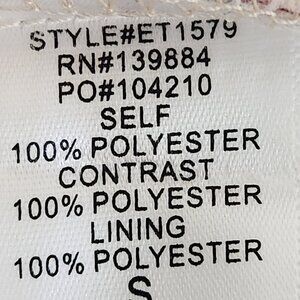 STYLE#ET1579
RN#139884
PO#104210
SELF
100% POLYESTER
CONTRAST
100% POLYESTER
LINING
100% POLYESTER
S